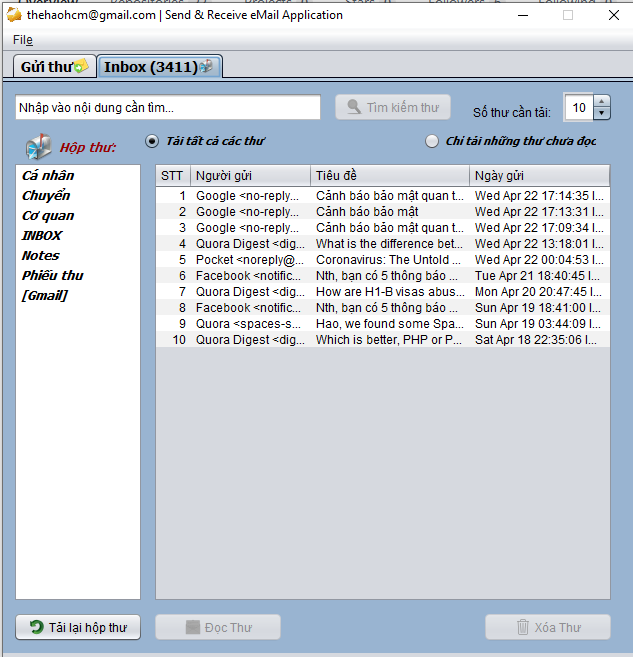 Overview Repositories 17 Projects 0 Stars 0 Followers 6 Following 0
thehaohcm@gmail.com | Send & Receive eMail Application
File
Gửi thư Inbox (3411)
Nhập vào nội dung cần tìm... Tìm kiếm thư Số thư cần tải: 10
Hộp thư: Tải tất cả các thư Chỉ tải những thư chưa đọc
Cá nhân
Chuyển
Cơ quan
INBOX
Notes
Phiếu thu
[Gmail]
STT Người gửi Tiêu đề Ngày gửi
1 Google <no-reply... Cảnh báo bảo mật quan t... Wed Apr 22 17:14:35 I...
2 Google <no-reply... Cảnh báo bảo mật Wed Apr 22 17:13:31 I...
3 Google <no-reply... Cảnh báo bảo mật quan t... Wed Apr 22 17:09:34 I...
4 Quora Digest <dig... What is the difference bet... Wed Apr 22 13:18:01 I...
5 Pocket <noreply@... Coronavirus: The Untold ... Wed Apr 22 00:04:53 I...
6 Facebook <notific... Nth, bạn có 5 thông báo ... Tue Apr 21 18:40:45 I...
7 Quora Digest <dig... How are H1-B visas abus... Mon Apr 20 20:47:45 I...
8 Facebook <notific... Nth, bạn có 5 thông báo ... Sun Apr 19 18:41:00 I...
9 Quora <spaces-s... Hao, we found some Spa... Sun Apr 19 03:44:09 I...
10 Quora Digest <dig... Which is better, PHP or P... Sat Apr 18 22:35:06 I...
Tải lại hộp thư Đọc Thư Xóa Thư